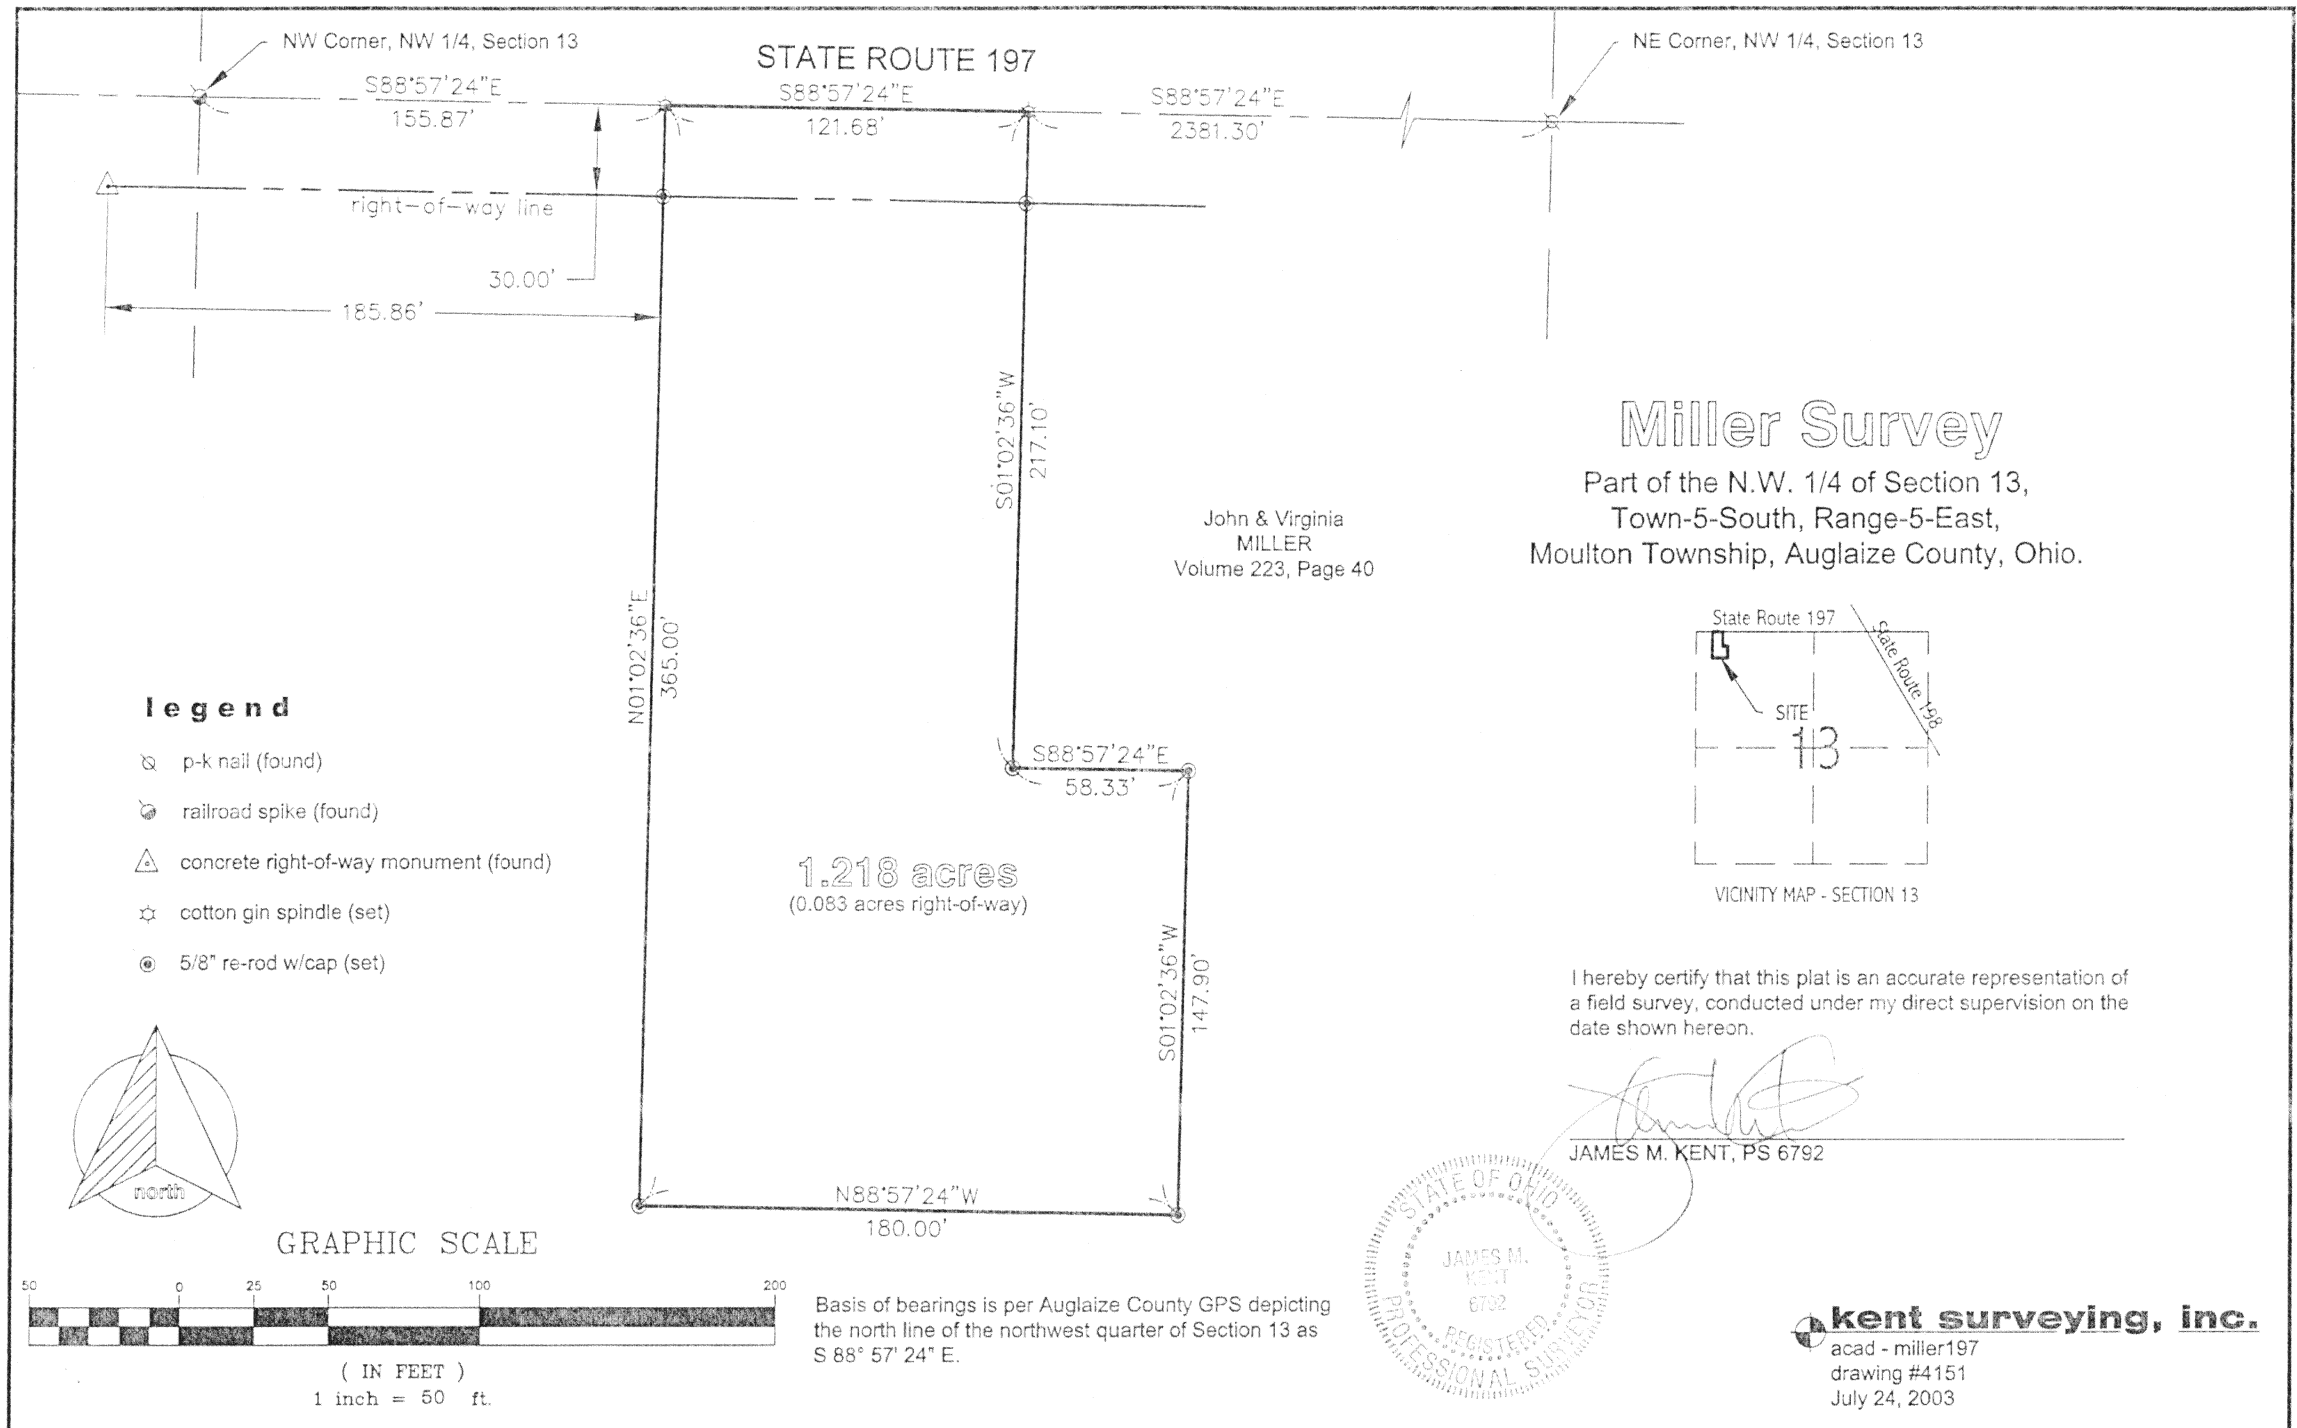 NW Corner, NW 1/4, Section 13
STATE ROUTE 197
NE Corner, NW 1/4, Section 13
S88°57'24"E
155.87'
S88°57'24"E
121.68'
S88°57'24"E
2381.30'
right-of-way line
30.00'
185.86'
S01°02'36"W
217.10'
John & Virginia
MILLER
Volume 223, Page 40
N01°02'36"E
365.00'
S88°57'24"E
58.33'
1.218 acres
(0.083 acres right-of-way)
S01°02'36"W
147.90'
N88°57'24"W
180.00'
legend
p-k nail (found)
railroad spike (found)
concrete right-of-way monument (found)
cotton gin spindle (set)
5/8" re-rod w/cap (set)
north
GRAPHIC SCALE
50 0 25 50 100 200
( IN FEET )
1 inch = 50 ft.
Basis of bearings is per Auglaize County GPS depicting
the north line of the northwest quarter of Section 13 as
S 88° 57' 24" E.
Miller Survey
Part of the N.W. 1/4 of Section 13,
Town-5-South, Range-5-East,
Moulton Township, Auglaize County, Ohio.
State Route 197
State Route 198
SITE
13
VICINITY MAP - SECTION 13
I hereby certify that this plat is an accurate representation of
a field survey, conducted under my direct supervision on the
date shown hereon.
JAMES M. KENT, PS 6792
STATE OF OHIO
JAMES M.
KENT
6792
REGISTERED
PROFESSIONAL SURVEYOR
kent surveying, inc.
acad - miller197
drawing #4151
July 24, 2003